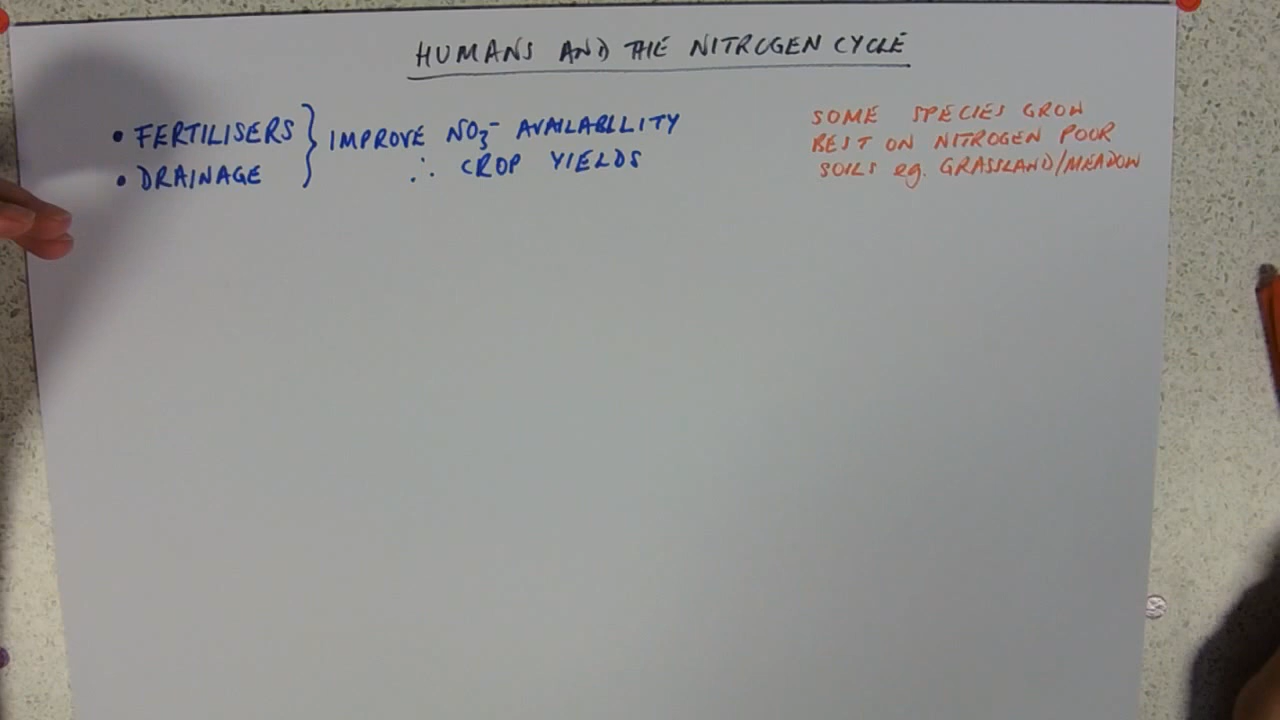 HUMANS AND THE NITROGEN CYCLE
• FERTILISERS } IMPROVE NO3- AVAILABILITY
• DRAINAGE ∴ CROP YIELDS
SOME SPECIES GROW
BEST ON NITROGEN POOR
SOILS eg. GRASSLAND/MEADOW